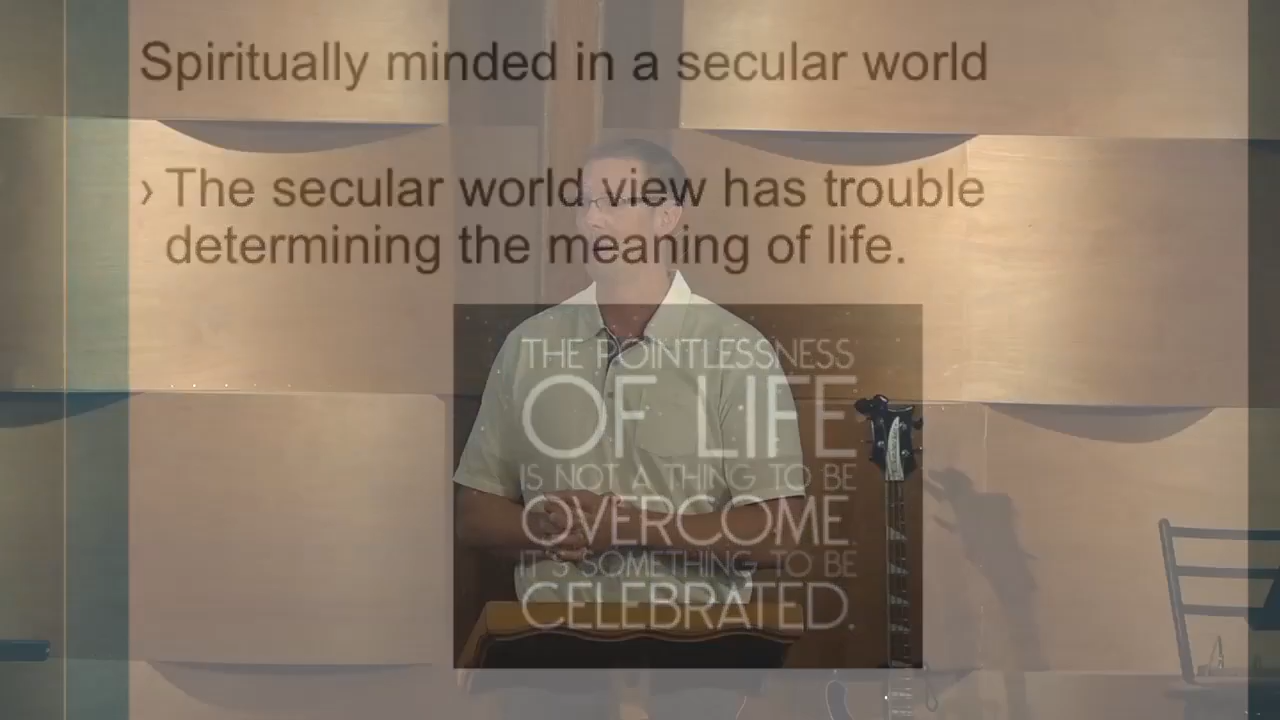 Spiritually minded in a secular world
› The secular world view has trouble
determining the meaning of life.
THE POINTLESSNESS
OF LIFE
IS NOT A THING TO BE
OVERCOME.
IT'S SOMETHING TO BE
CELEBRATED.